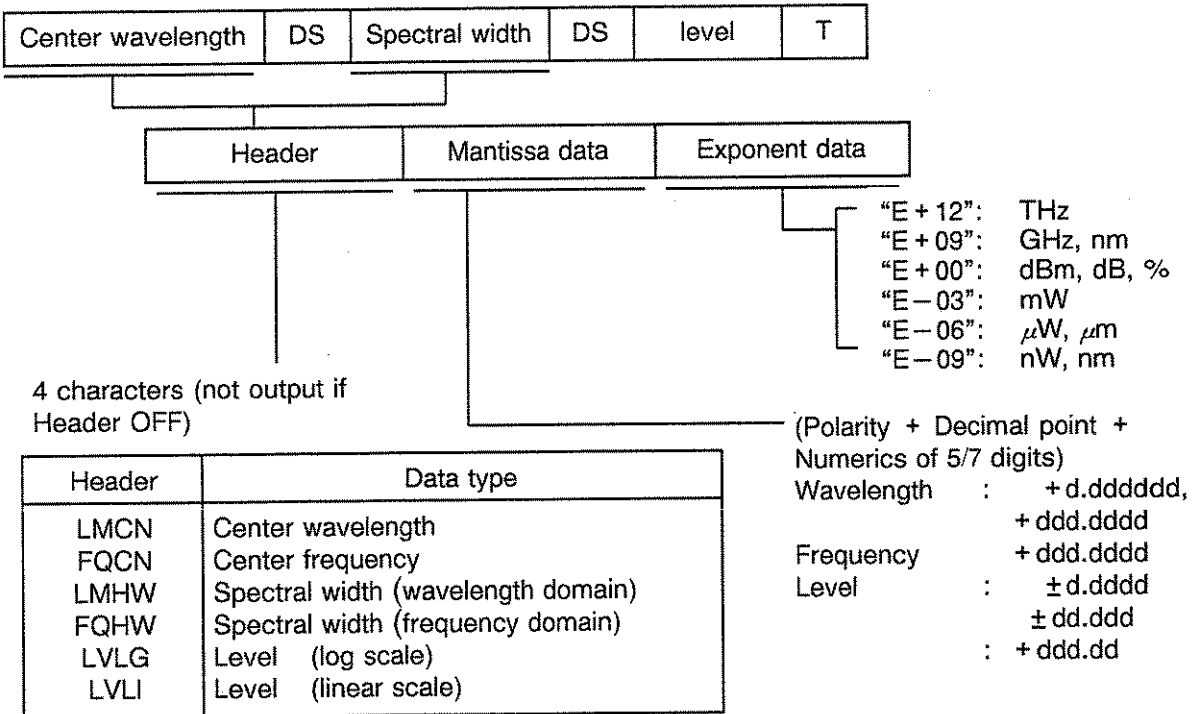 Center wavelength DS Spectral width DS level T
Header Mantissa data Exponent data
"E+12": THz
"E+09": GHz, nm
"E+00": dBm, dB, %
"E−03": mW
"E−06": μW, μm
"E−09": nW, nm
4 characters (not output if
Header OFF)
(Polarity + Decimal point +
Numerics of 5/7 digits)
Wavelength : +d.dddddd,
+ddd.dddd
Frequency +ddd.dddd
Level : ±d.dddd
±dd.ddd
: +ddd.dd
Header Data type
LMCN Center wavelength
FQCN Center frequency
LMHW Spectral width (wavelength domain)
FQHW Spectral width (frequency domain)
LVLG Level (log scale)
LVLI Level (linear scale)